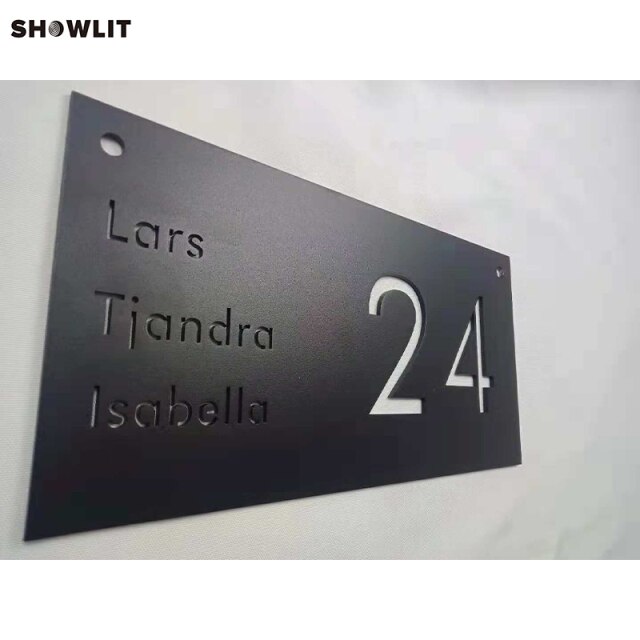 SHOWLIT
Lars
Tjandra
Isabella
24